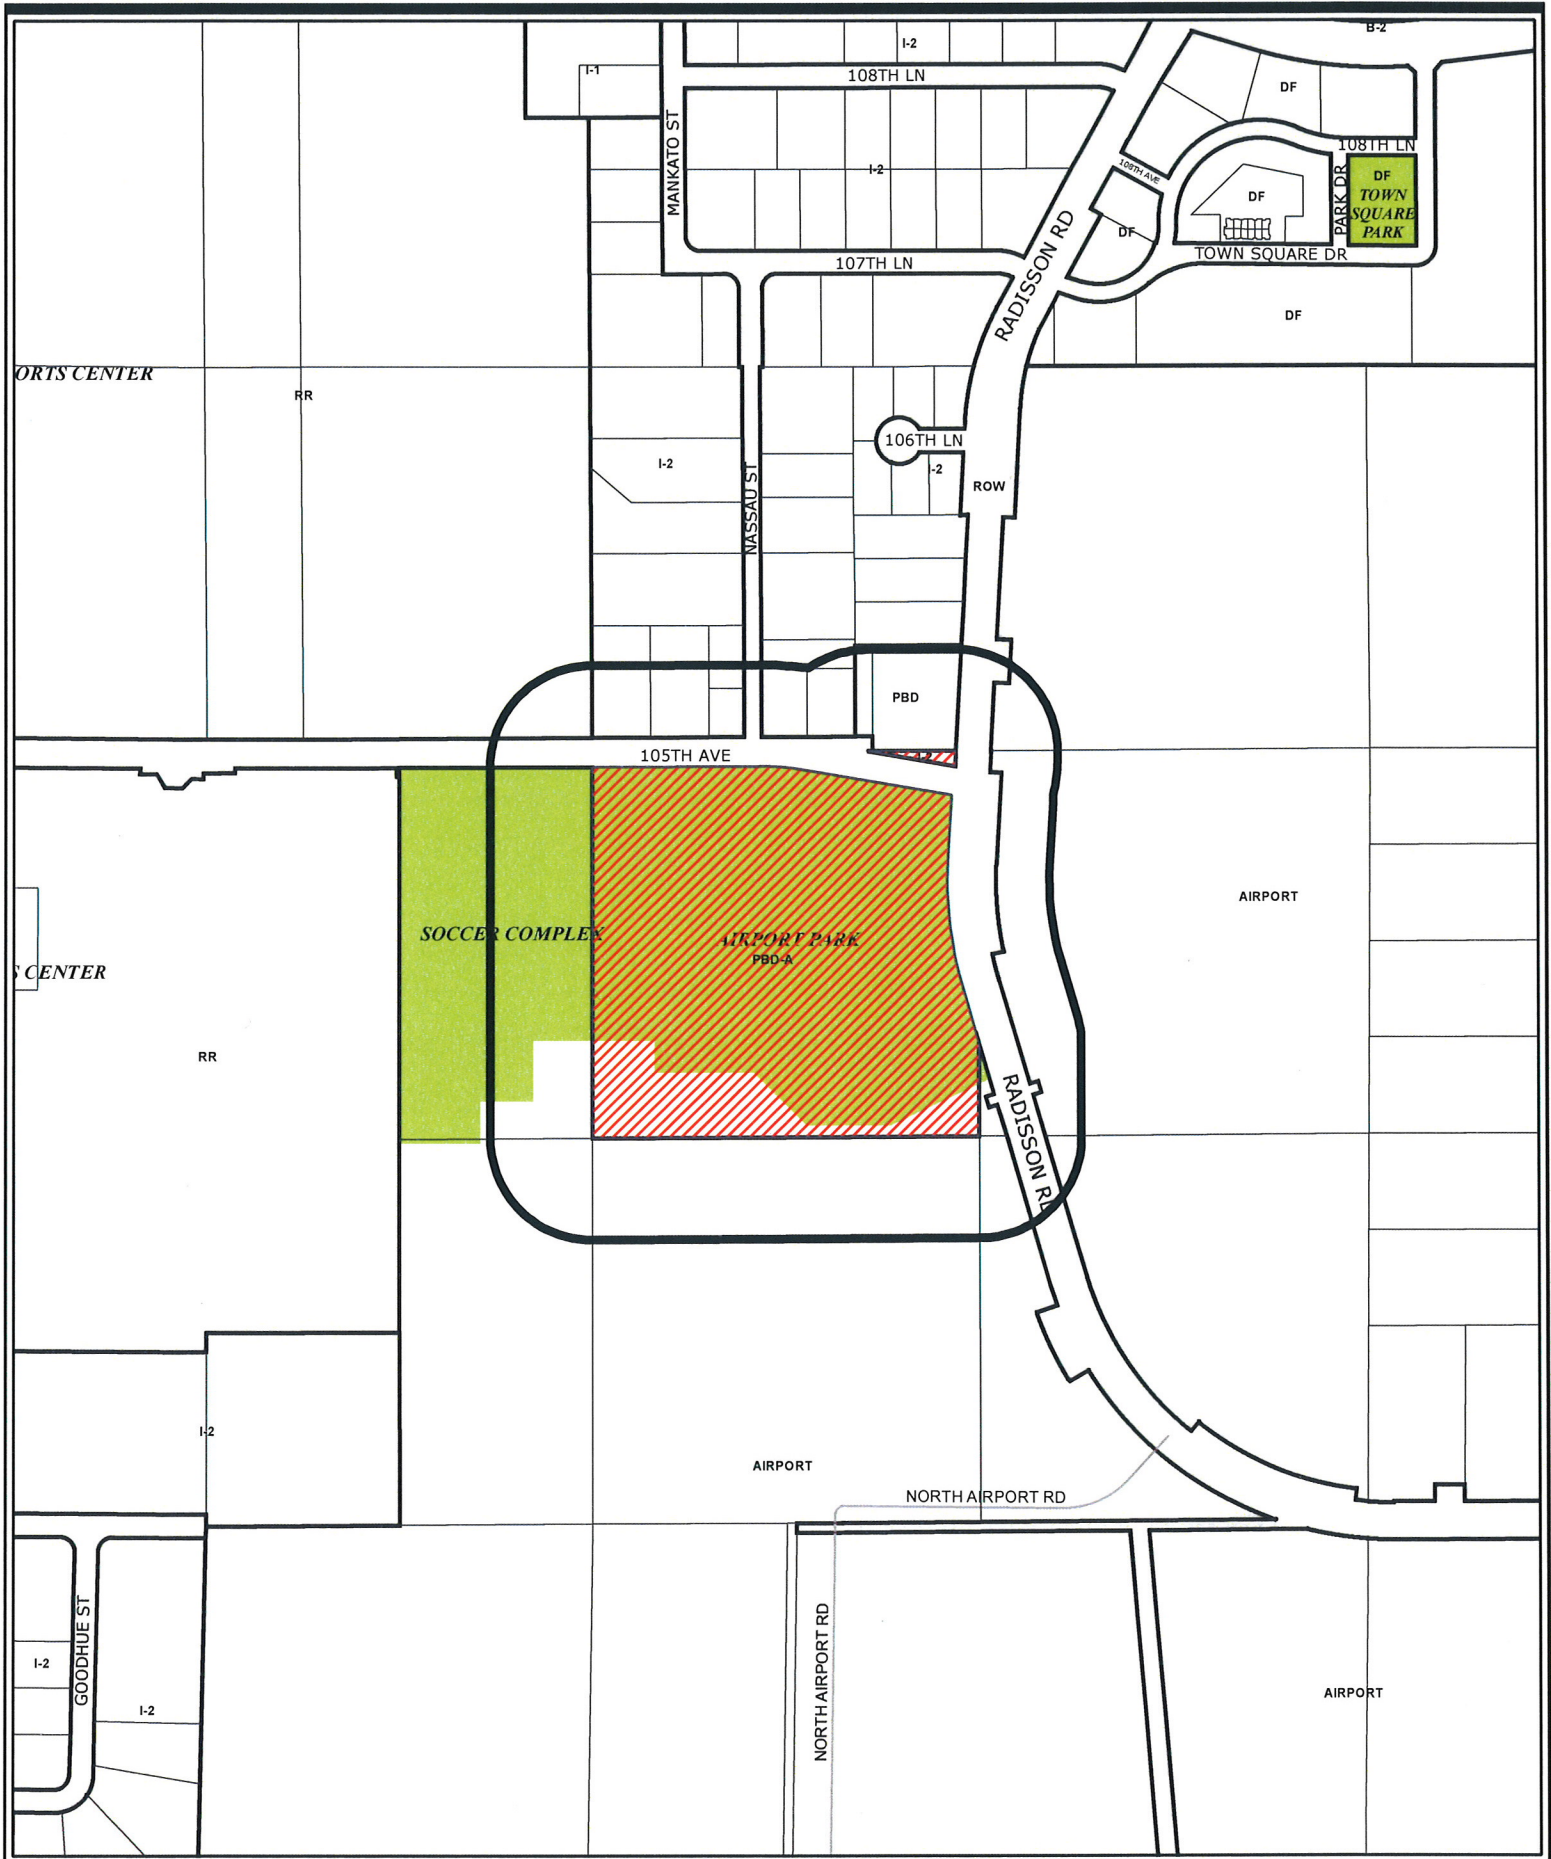 B-2
I-2
I-1
108TH LN
DF
MANKATO ST
108TH LN
108TH AVE
I-2
DF
TOWN
SQUARE
PARK
PARK DR
DF
DF
TOWN SQUARE DR
107TH LN
RADISSON RD
DF
ORTS CENTER
RR
106TH LN
I-2
I-2
ROW
NASSAU ST
PBD
105TH AVE
AIRPORT
SOCCER COMPLEX
AIRPORT PARK
PBD-A
S CENTER
RR
RADISSON RD
I-2
AIRPORT
NORTH AIRPORT RD
GOODHUE ST
I-2
I-2
NORTH AIRPORT RD
AIRPORT